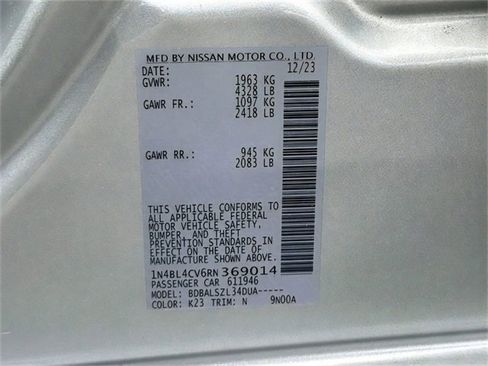 MFD BY NISSAN MOTOR CO., LTD.
DATE: 12/23
GVWR: 1963 KG
4328 LB
GAWR FR.: 1097 KG
2418 LB
GAWR RR.: 945 KG
2083 LB
THIS VEHICLE CONFORMS TO
ALL APPLICABLE FEDERAL
MOTOR VEHICLE SAFETY,
BUMPER, AND THEFT
PREVENTION STANDARDS IN
EFFECT ON THE DATE OF
MANUFACTURE SHOWN ABOVE.
1N4BL4CV6RN369014
PASSENGER CAR 611946
MODEL: BDBALSZL34DUA-----
COLOR: K23 TRIM: N 9N00A